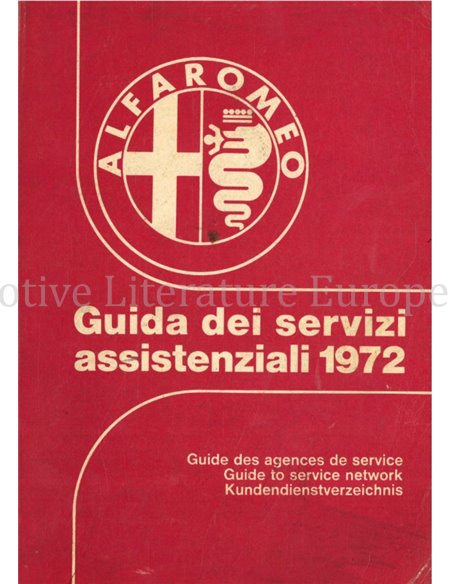 ALFA ROMEO
otive Literature Europe
Guida dei servizi
assistenziali 1972
Guide des agences de service
Guide to service network
Kundendienstverzeichnis